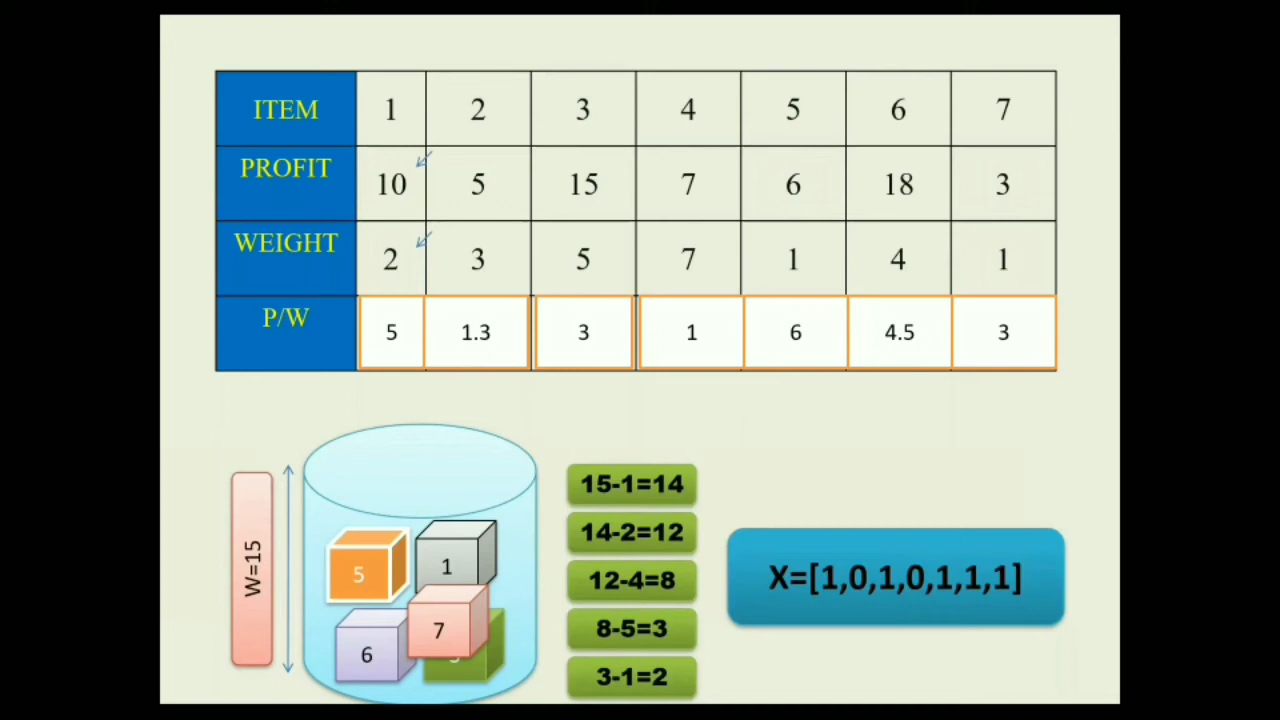 ITEM 1 2 3 4 5 6 7
PROFIT 10 5 15 7 6 18 3
WEIGHT 2 3 5 7 1 4 1
P/W 5 1.3 3 1 6 4.5 3
W=15
5 1
6 7
15-1=14
14-2=12
12-4=8
8-5=3
3-1=2
X=[1,0,1,0,1,1,1]